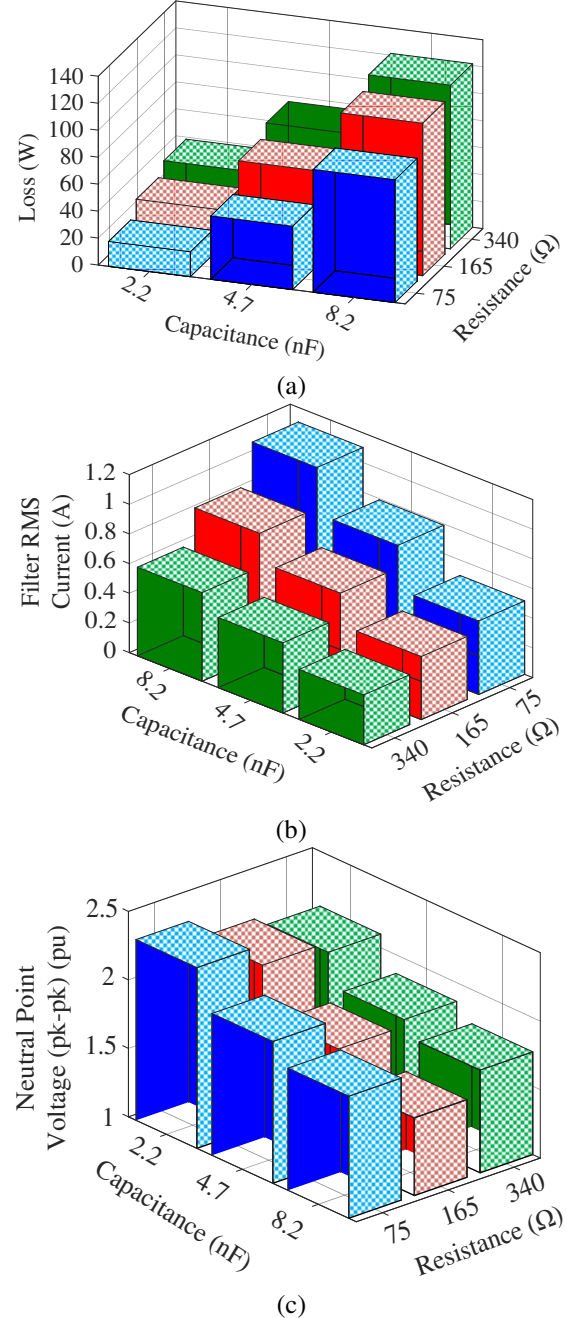 140
120
100
80
60
40
20
0
Loss (W)
2.2
4.7
8.2
Capacitance (nF)
340
165
75
Resistance (Ω)
(a)
1.2
1
0.8
0.6
0.4
0.2
0
Filter RMS
Current (A)
8.2
4.7
2.2
Capacitance (nF)
75
165
340
Resistance (Ω)
(b)
2.5
2
1.5
1
Neutral Point
Voltage (pk-pk) (pu)
2.2
4.7
8.2
Capacitance (nF)
340
165
75
Resistance (Ω)
(c)